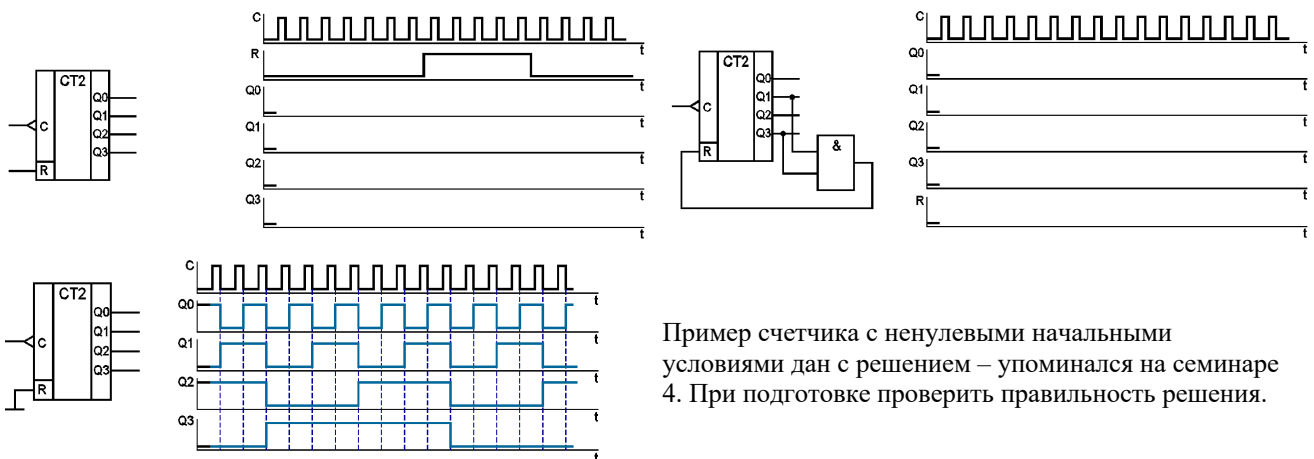 C
t
R
t
CT2
Q0
Q1
Q2
Q3
C
R
Q0
t
Q1
t
Q2
t
Q3
t
CT2
Q0
Q1
Q2
Q3
C
R
&
C
t
Q0
t
Q1
t
Q2
t
Q3
t
R
t
CT2
Q0
Q1
Q2
Q3
C
R
C
t
Q0
t
Q1
t
Q2
t
Q3
t
Пример счетчика с ненулевыми начальными
условиями дан с решением – упоминался на семинаре
4. При подготовке проверить правильность решения.